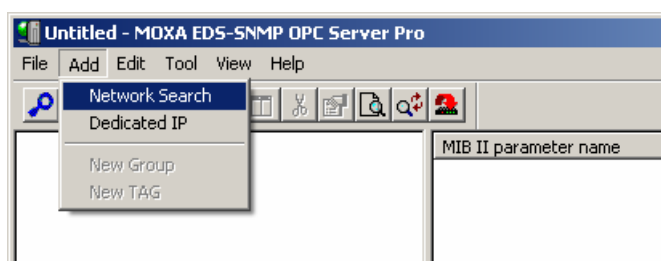 Untitled - MOXA EDS-SNMP OPC Server Pro
File Add Edit Tool View Help
Network Search
Dedicated IP
New Group
New TAG
MIB II parameter name